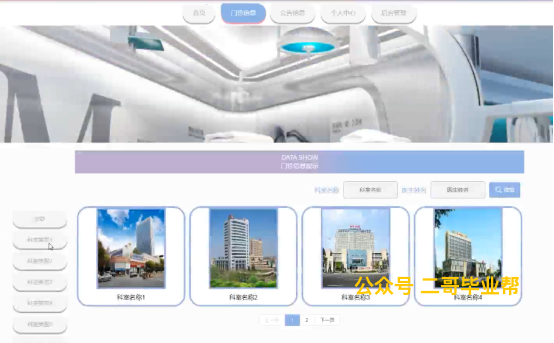 首页 门诊信息 公告信息 个人中心 后台管理
DATA SHOW
门诊信息展示
科室名称 科室名称 医生姓名 医生姓名 搜索
全部
科室类型1
科室类型2
科室类型3
科室类型4
科室类型5
科室名称1 科室名称2 科室名称3 科室名称4
公众号 二哥毕业帮
上一页 1 2 下一页